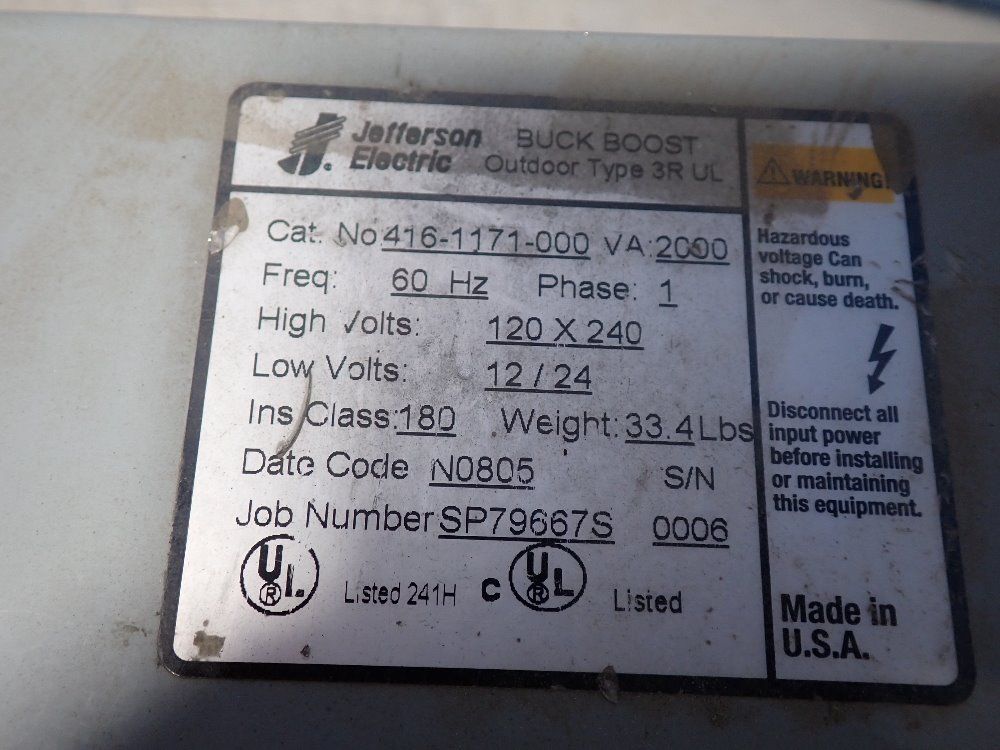 Jefferson Electric
BUCK BOOST
Outdoor Type 3R UL
Cat. No: 416-1171-000 VA: 2000
Freq: 60 Hz Phase: 1
High Volts: 120 X 240
Low Volts: 12 / 24
Ins Class: 180 Weight: 33.4 Lbs
Date Code N0805 S/N
Job Number SP79667S 0006
UL ® Listed 241H C UL ® Listed
WARNING
Hazardous
voltage Can
shock, burn,
or cause death.
Disconnect all
input power
before installing
or maintaining
this equipment.
Made in
U.S.A.